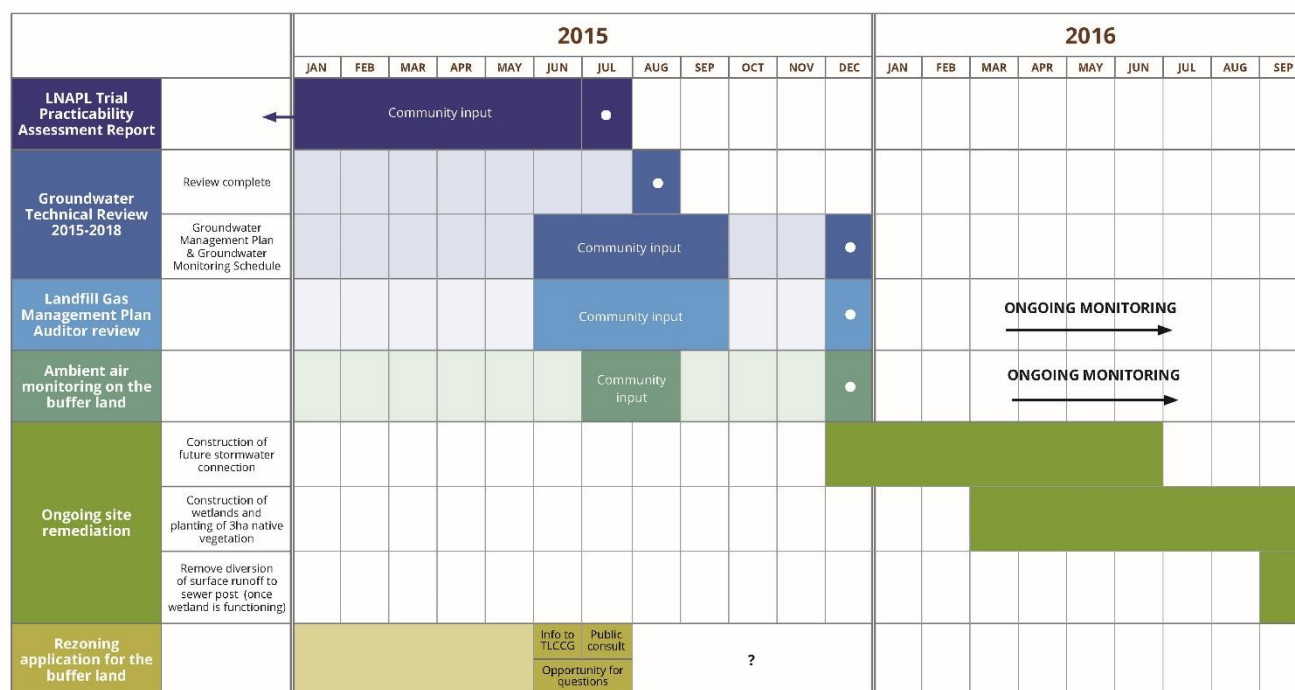 2015
2016
JAN FEB MAR APR MAY JUN JUL AUG SEP OCT NOV DEC JAN FEB MAR APR MAY JUN JUL AUG SEP
LNAPL Trial
Practicability
Assessment Report
Community input
Groundwater
Technical Review
2015-2018
Review complete
Groundwater
Management Plan
& Groundwater
Monitoring Schedule
Community input
Landfill Gas
Management Plan
Auditor review
Community input
ONGOING MONITORING
Ambient air
monitoring on the
buffer land
Community
input
ONGOING MONITORING
Ongoing site
remediation
Construction of
future stormwater
connection
Construction of
wetlands and
planting of 3ha native
vegetation
Remove diversion
of surface runoff to
sewer post (once
wetland is functioning)
Rezoning
application for the
buffer land
Info to
TLCCG
Public
consult
Opportunity for
questions
?